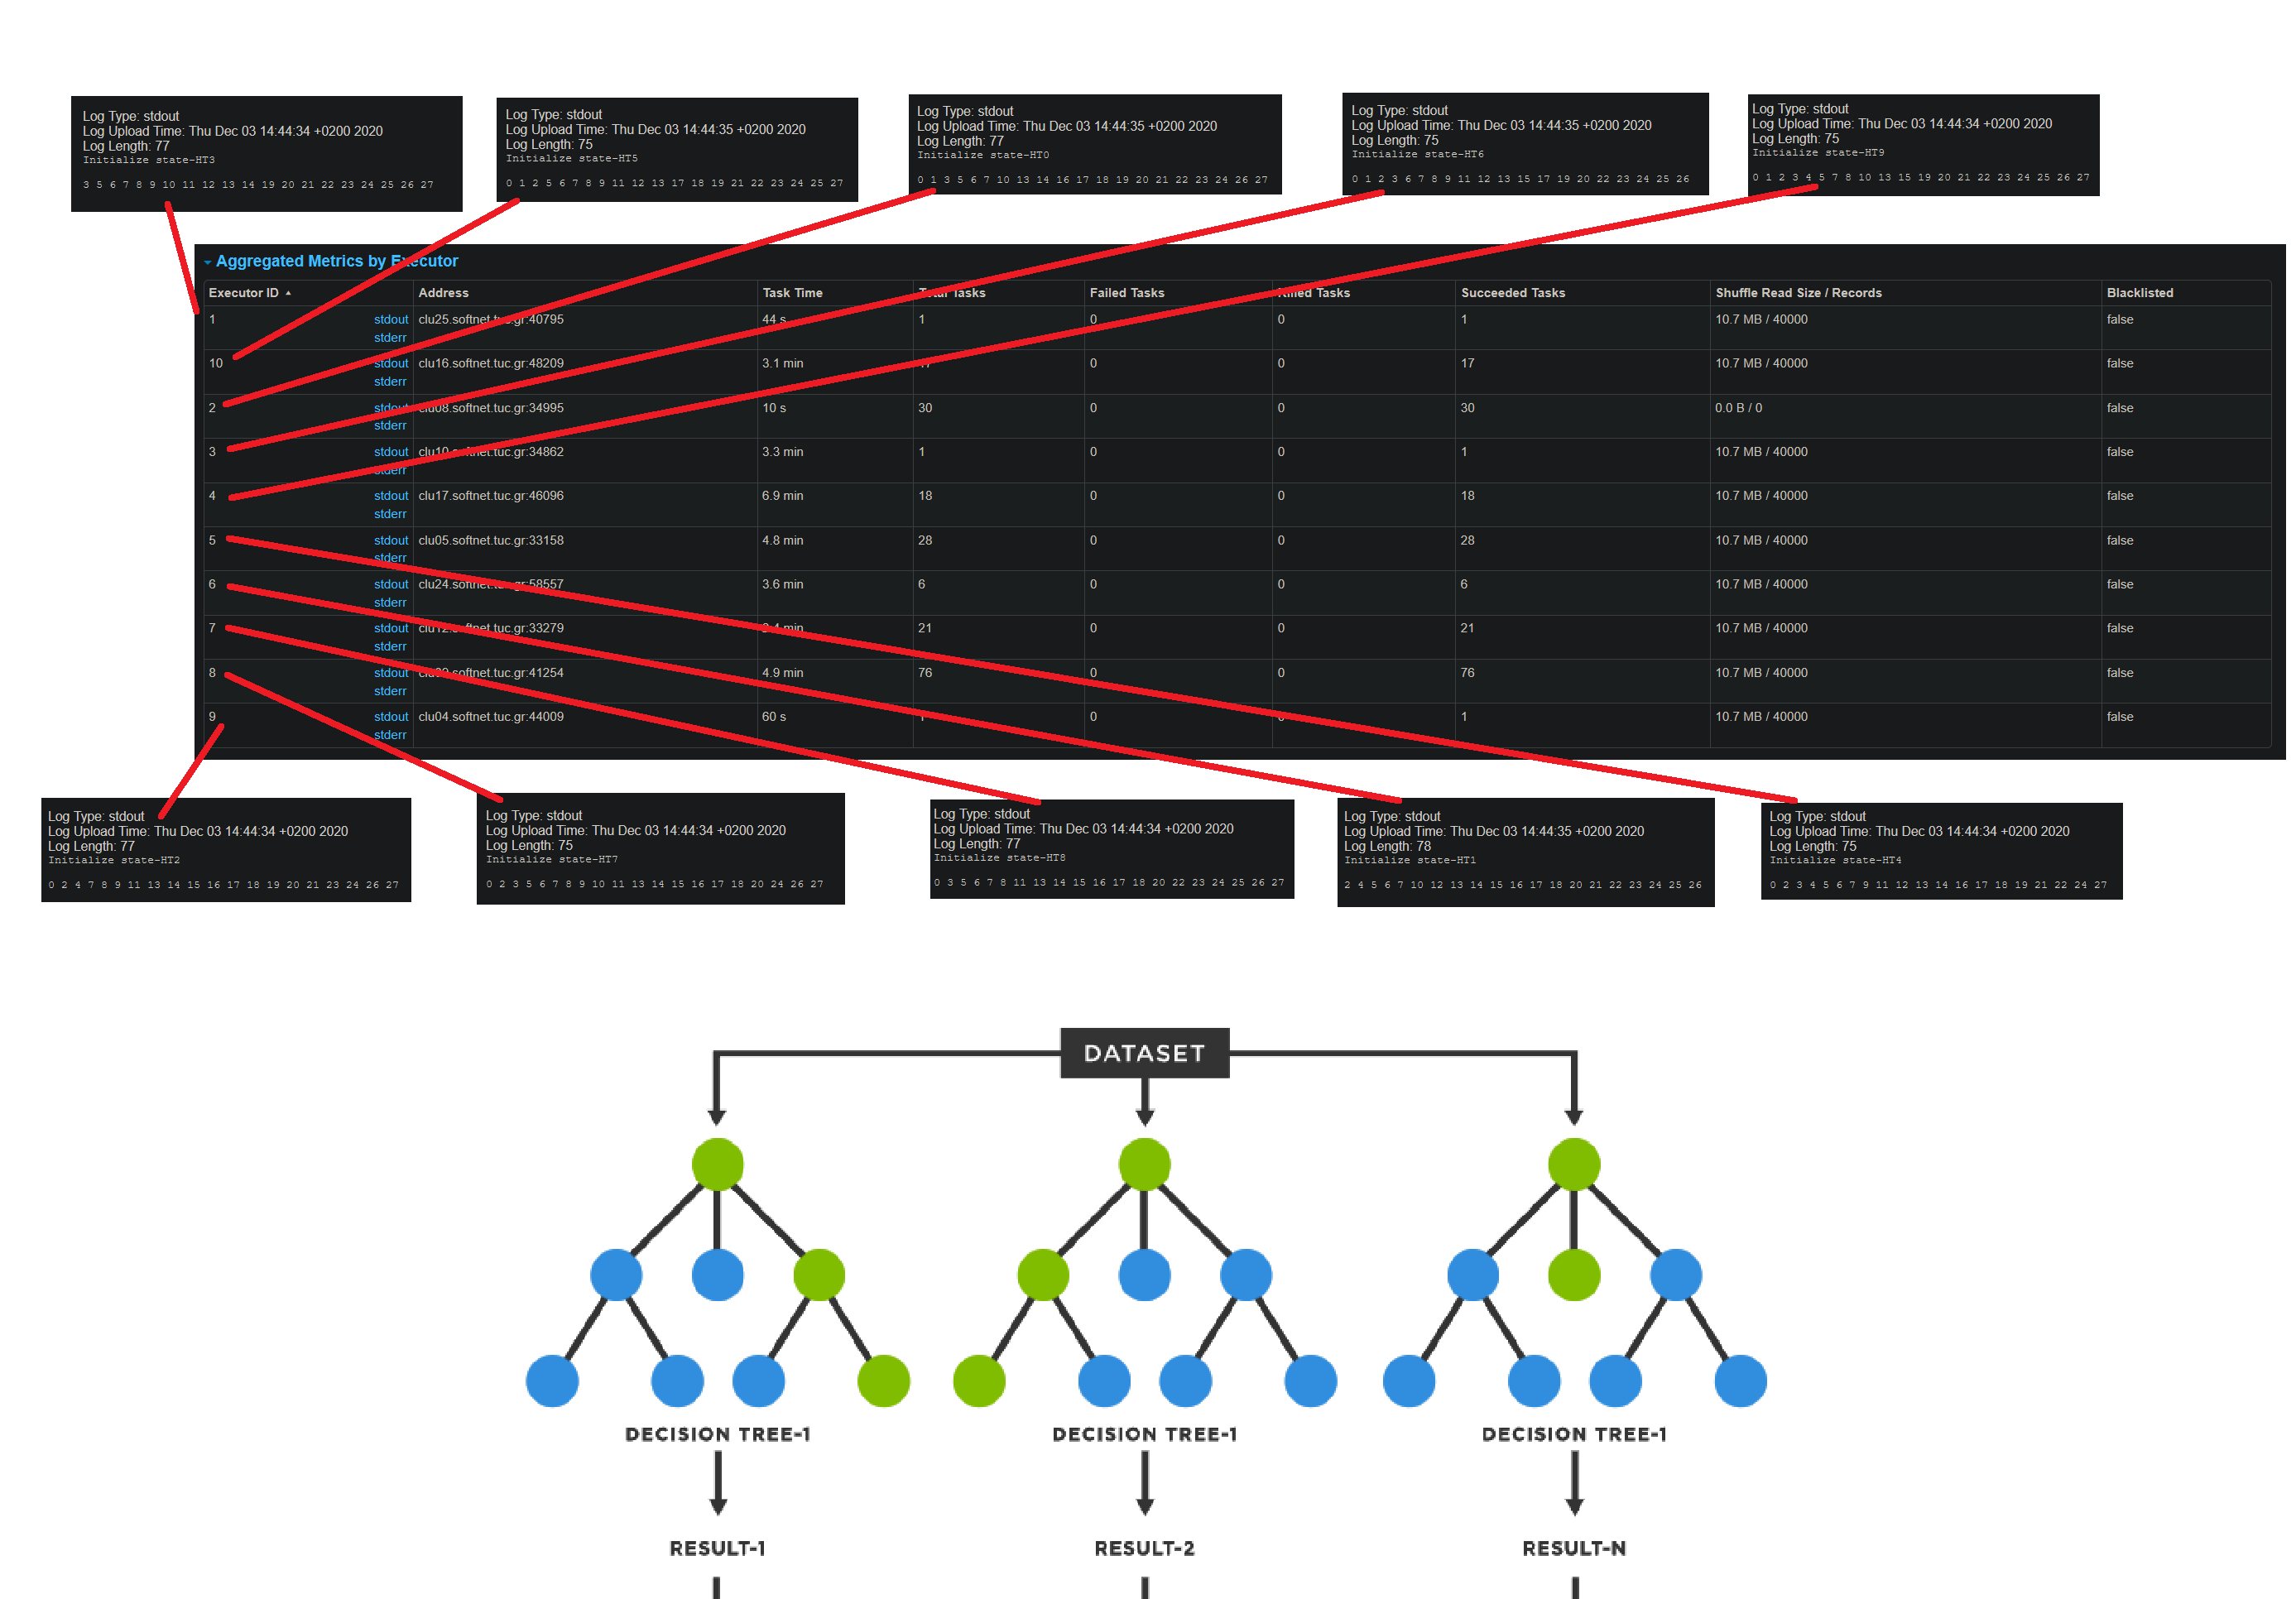 Log Type: stdout
Log Upload Time: Thu Dec 03 14:44:34 +0200 2020
Log Length: 77
Initialize state-HT3
3 5 6 7 8 9 10 11 12 13 14 19 20 21 22 23 24 25 26 27
Log Type: stdout
Log Upload Time: Thu Dec 03 14:44:35 +0200 2020
Log Length: 75
Initialize state-HT5
0 1 2 5 6 7 8 9 11 12 13 17 18 19 21 22 23 24 25 27
Log Type: stdout
Log Upload Time: Thu Dec 03 14:44:35 +0200 2020
Log Length: 77
Initialize state-HT0
0 1 3 5 6 7 10 13 14 16 17 18 19 20 21 22 23 24 26 27
Log Type: stdout
Log Upload Time: Thu Dec 03 14:44:35 +0200 2020
Log Length: 75
Initialize state-HT6
0 1 2 3 6 7 8 9 11 12 13 15 17 19 20 21 22 24 25 26
Log Type: stdout
Log Upload Time: Thu Dec 03 14:44:34 +0200 2020
Log Length: 75
Initialize state-HT9
0 1 2 3 4 5 7 8 10 13 15 19 20 21 22 23 24 25 26 27
Aggregated Metrics by Executor
Executor ID Address Task Time Total Tasks Failed Tasks Killed Tasks Succeeded Tasks Shuffle Read Size / Records Blacklisted
1 stdout clu25.softnet.tuc.gr:40795 44 s 1 0 0 1 10.7 MB / 40000 false
stderr
10 stdout clu16.softnet.tuc.gr:48209 3.1 min 17 0 0 17 10.7 MB / 40000 false
stderr
2 stdout clu08.softnet.tuc.gr:34995 10 s 30 0 0 30 0.0 B / 0 false
stderr
3 stdout clu10.softnet.tuc.gr:34862 3.3 min 1 0 0 1 10.7 MB / 40000 false
stderr
4 stdout clu17.softnet.tuc.gr:46096 6.9 min 18 0 0 18 10.7 MB / 40000 false
stderr
5 stdout clu05.softnet.tuc.gr:33158 4.8 min 28 0 0 28 10.7 MB / 40000 false
stderr
6 stdout clu24.softnet.tuc.gr:58557 3.6 min 6 0 0 6 10.7 MB / 40000 false
stderr
7 stdout clu12.softnet.tuc.gr:33279 min 21 0 0 21 10.7 MB / 40000 false
stderr
8 stdout 4.9 min 76 0 0 76 10.7 MB / 40000 false
stderr
9 stdout clu04.softnet.tuc.gr:44009 60 s 1 0 0 1 10.7 MB / 40000 false
stderr
Log Type: stdout
Log Upload Time: Thu Dec 03 14:44:34 +0200 2020
Log Length: 77
Initialize state-HT2
0 2 4 7 8 9 11 13 14 15 16 17 18 19 20 21 23 24 26 27
Log Type: stdout
Log Upload Time: Thu Dec 03 14:44:34 +0200 2020
Log Length: 75
Initialize state-HT7
0 2 3 5 6 7 8 9 10 11 13 14 15 16 17 18 20 24 26 27
Log Type: stdout
Log Upload Time: Thu Dec 03 14:44:34 +0200 2020
Log Length: 77
Initialize state-HT8
0 3 5 6 7 8 11 13 14 15 16 17 18 20 22 23 24 25 26 27
Log Type: stdout
Log Upload Time: Thu Dec 03 14:44:35 +0200 2020
Log Length: 78
Initialize state-HT1
2 4 5 6 7 10 12 13 14 15 16 17 18 20 21 22 23 24 25 26
Log Type: stdout
Log Upload Time: Thu Dec 03 14:44:34 +0200 2020
Log Length: 75
Initialize state-HT4
0 2 3 4 5 6 7 9 11 12 13 14 16 17 18 19 21 22 24 27
DATASET
DECISION TREE-1 DECISION TREE-1 DECISION TREE-1
RESULT-1 RESULT-2 RESULT-N